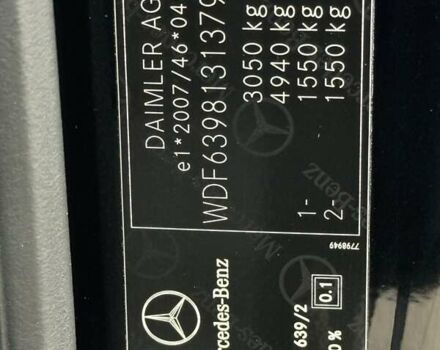 DAIMLER AG
e1*2007/46*04
WDF6398131379
3050 kg
4940 kg
1- 1550 kg
2- 1550 kg
Mercedes-Benz
639/2
0.1
0 %
7798949